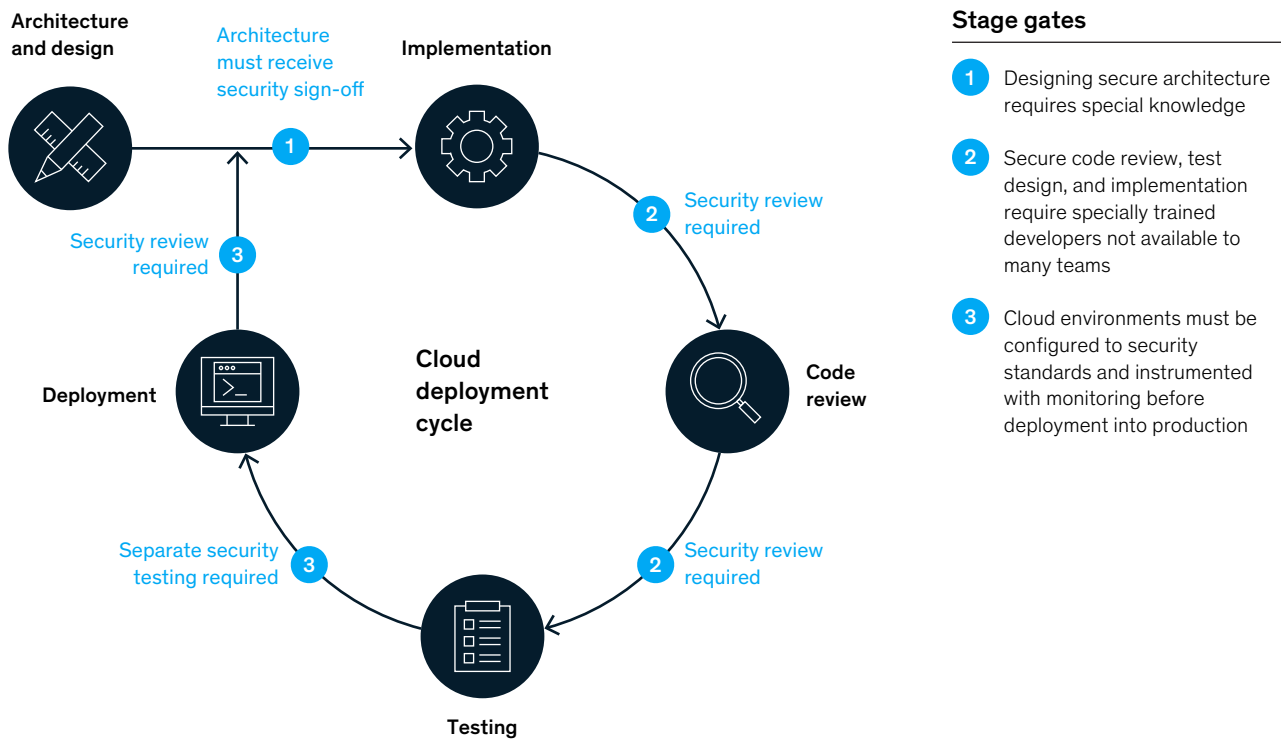 Architecture
and design
Architecture
must receive
security sign-off
Implementation
1
2
Security review
required
Security review
required
3
Deployment
Cloud
deployment
cycle
Code
review
Separate security
testing required
3
2
Security review
required
Testing
Stage gates
1
Designing secure architecture
requires special knowledge
2
Secure code review, test
design, and implementation
require specially trained
developers not available to
many teams
3
Cloud environments must be
configured to security
standards and instrumented
with monitoring before
deployment into production